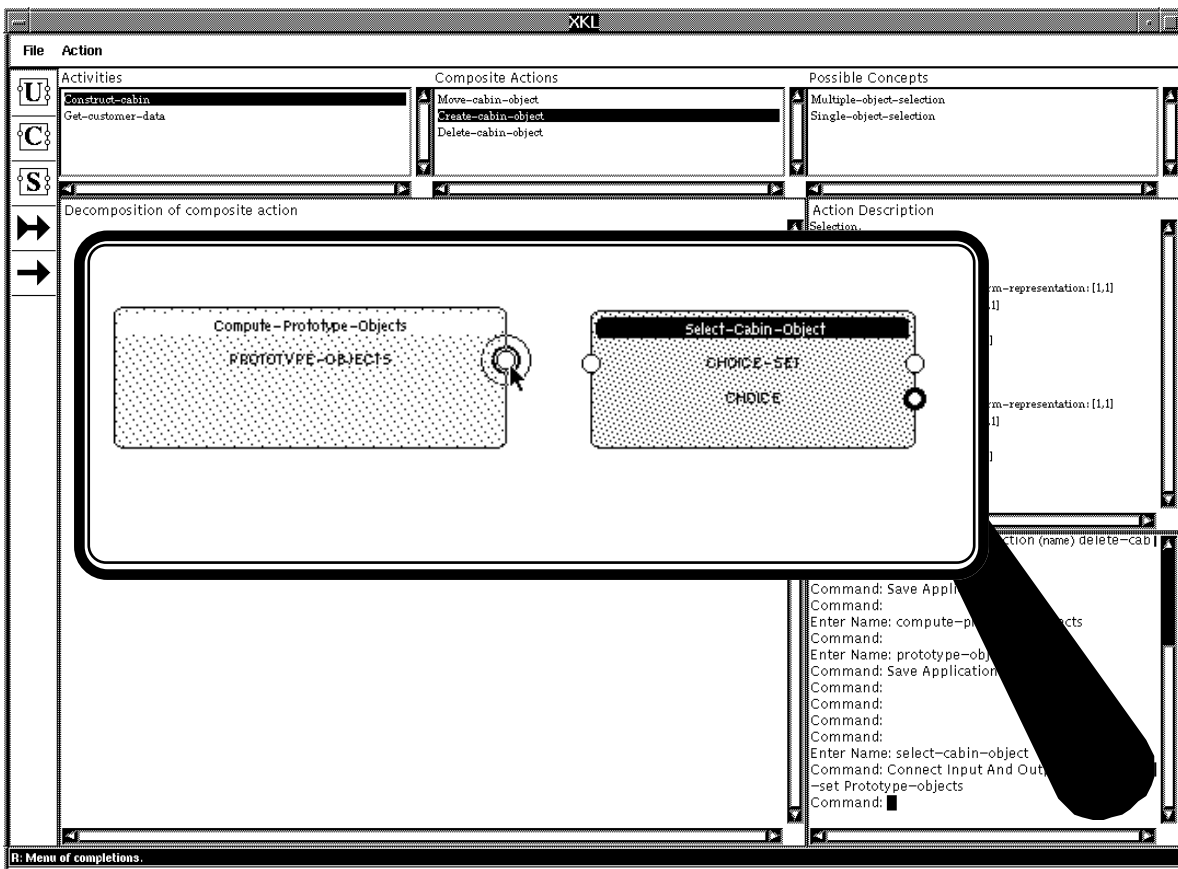 XKL
File Action
U
C
S
Activities
Construct-cabin
Get-customer-data
Composite Actions
Move-cabin-object
Create-cabin-object
Delete-cabin-object
Possible Concepts
Multiple-object-selection
Single-object-selection
Decomposition of composite action
Compute-Prototype-Objects
PROTOTYPE-OBJECTS
Select-Cabin-Object
CHOICE-SET
CHOICE
Action Description
Selection.
rm-representation: [1,1]
1]
]
rm-representation: [1,1]
,1]
]
ction (name) delete-cab
Command: Save Appli
Command:
Enter Name: compute-p cts
Command:
Enter Name: prototype-obj
Command: Save Application
Command:
Command:
Command:
Command:
Enter Name: select-cabin-object
Command: Connect Input And Out
-set Prototype-objects
Command:
R: Menu of completions.